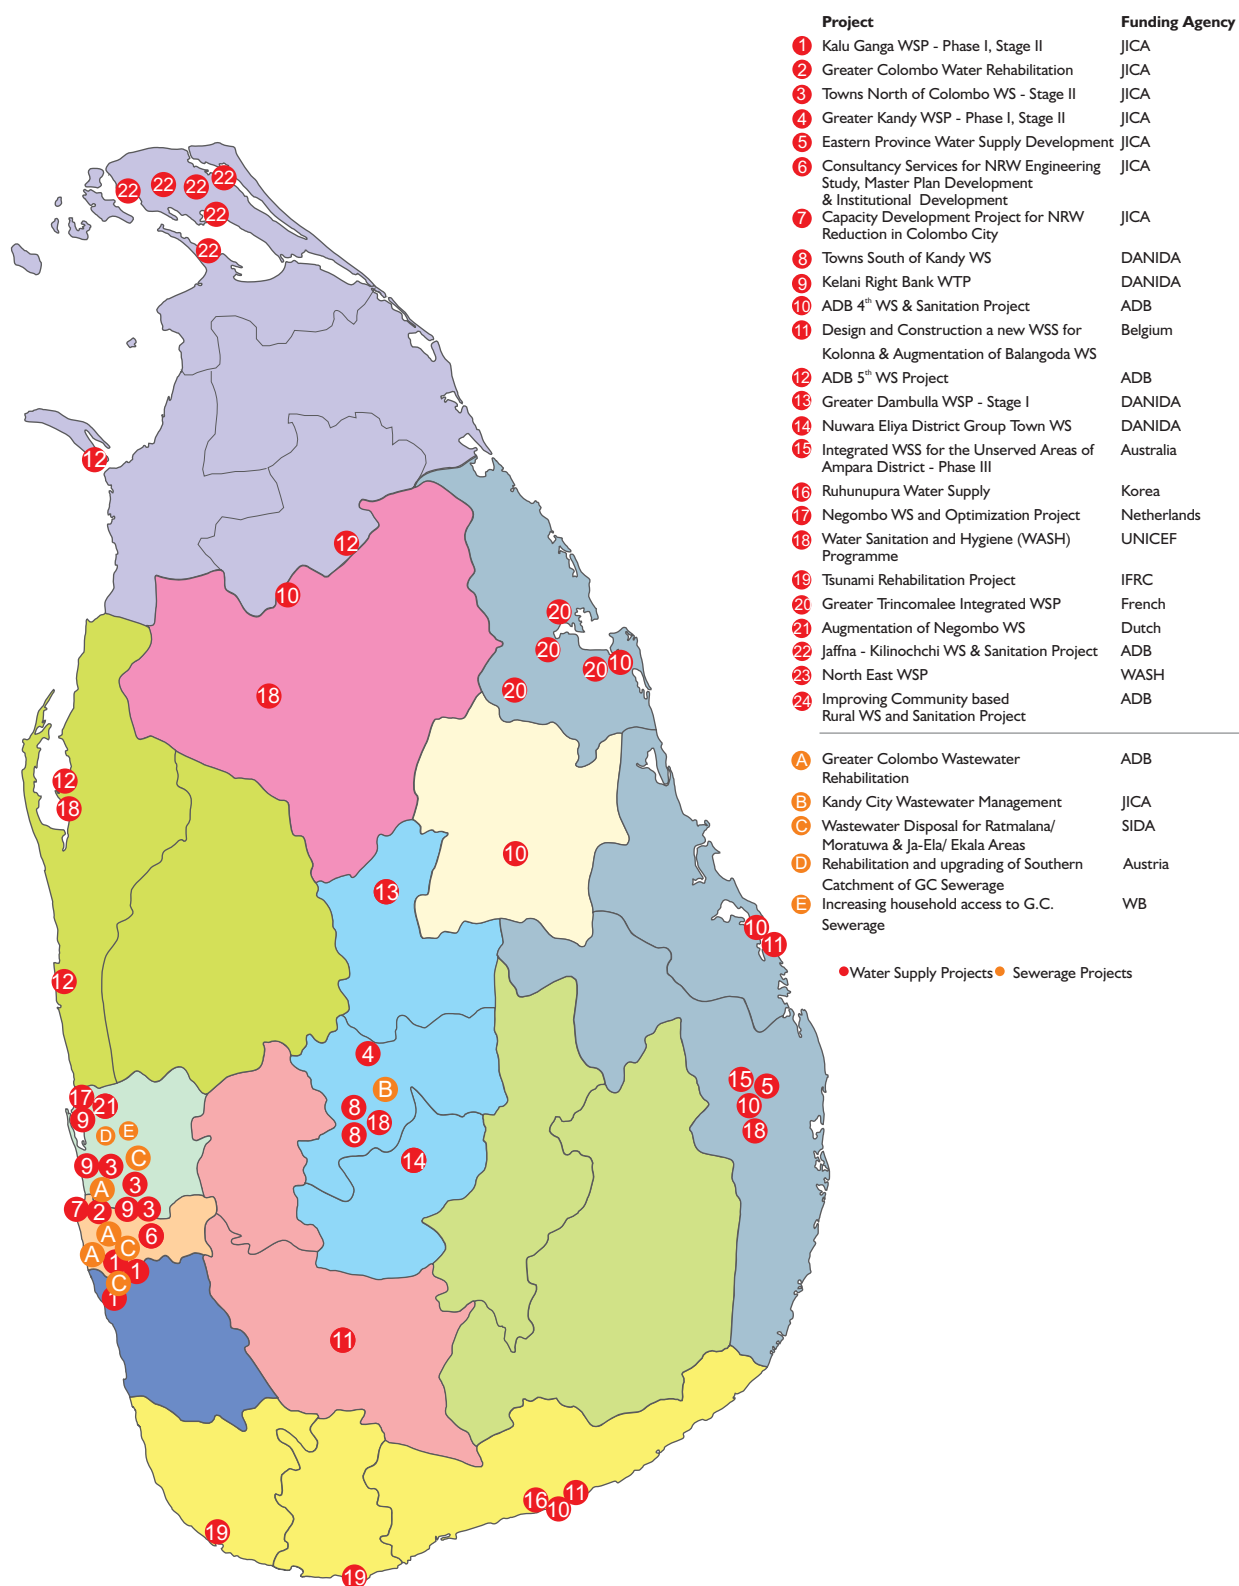 Project Funding Agency
1 Kalu Ganga WSP - Phase I, Stage II JICA
2 Greater Colombo Water Rehabilitation JICA
3 Towns North of Colombo WS - Stage II JICA
4 Greater Kandy WSP - Phase I, Stage II JICA
5 Eastern Province Water Supply Development JICA
6 Consultancy Services for NRW Engineering JICA
Study, Master Plan Development
& Institutional Development
7 Capacity Development Project for NRW JICA
Reduction in Colombo City
8 Towns South of Kandy WS DANIDA
9 Kelani Right Bank WTP DANIDA
10 ADB 4th WS & Sanitation Project ADB
11 Design and Construction a new WSS for Belgium
Kolonna & Augmentation of Balangoda WS
12 ADB 5th WS Project ADB
13 Greater Dambulla WSP - Stage I DANIDA
14 Nuwara Eliya District Group Town WS DANIDA
15 Integrated WSS for the Unserved Areas of Australia
Ampara District - Phase III
16 Ruhunupura Water Supply Korea
17 Negombo WS and Optimization Project Netherlands
18 Water Sanitation and Hygiene (WASH) UNICEF
Programme
19 Tsunami Rehabilitation Project IFRC
20 Greater Trincomalee Integrated WSP French
21 Augmentation of Negombo WS Dutch
22 Jaffna - Kilinochchi WS & Sanitation Project ADB
23 North East WSP WASH
24 Improving Community based ADB
Rural WS and Sanitation Project
A Greater Colombo Wastewater ADB
Rehabilitation
B Kandy City Wastewater Management JICA
C Wastewater Disposal for Ratmalana/ SIDA
Moratuwa & Ja-Ela/ Ekala Areas
D Rehabilitation and upgrading of Southern Austria
Catchment of GC Sewerage
E Increasing household access to G.C. WB
Sewerage
Water Supply Projects Sewerage Projects
22 22 22 22
22
22
12
12
10
20
20
20 10
20
18
12
18
10
13
10
11
12
4
15 5
B
17
21
8
10
9
18
E
D
8
18
C
14
9 3
3
A
7 2 9 3
A
6
C
A
1
1
C
1
11
11
16
10
19
19